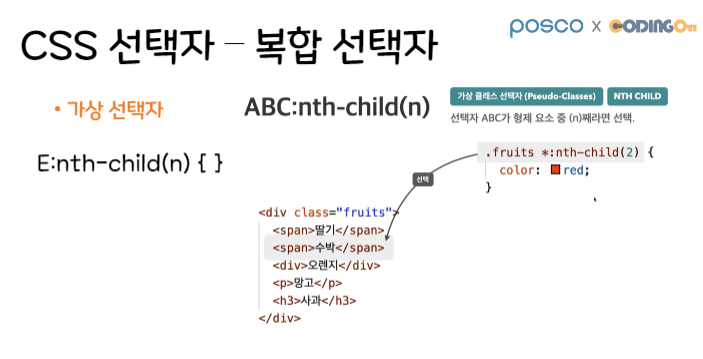 posco x CODINGOn
CSS 선택자 – 복합 선택자
• 가상 선택자
E:nth-child(n) { }
ABC:nth-child(n)
가상 클래스 선택자 (Pseudo-Classes) NTH CHILD
선택자 ABC가 형제 요소 중 (n)째라면 선택.
.fruits *:nth-child(2) {
color: red;
}
선택
<div class="fruits">
<span>딸기</span>
<span>수박</span>
<div>오렌지</div>
<p>망고</p>
<h3>사과</h3>
</div>